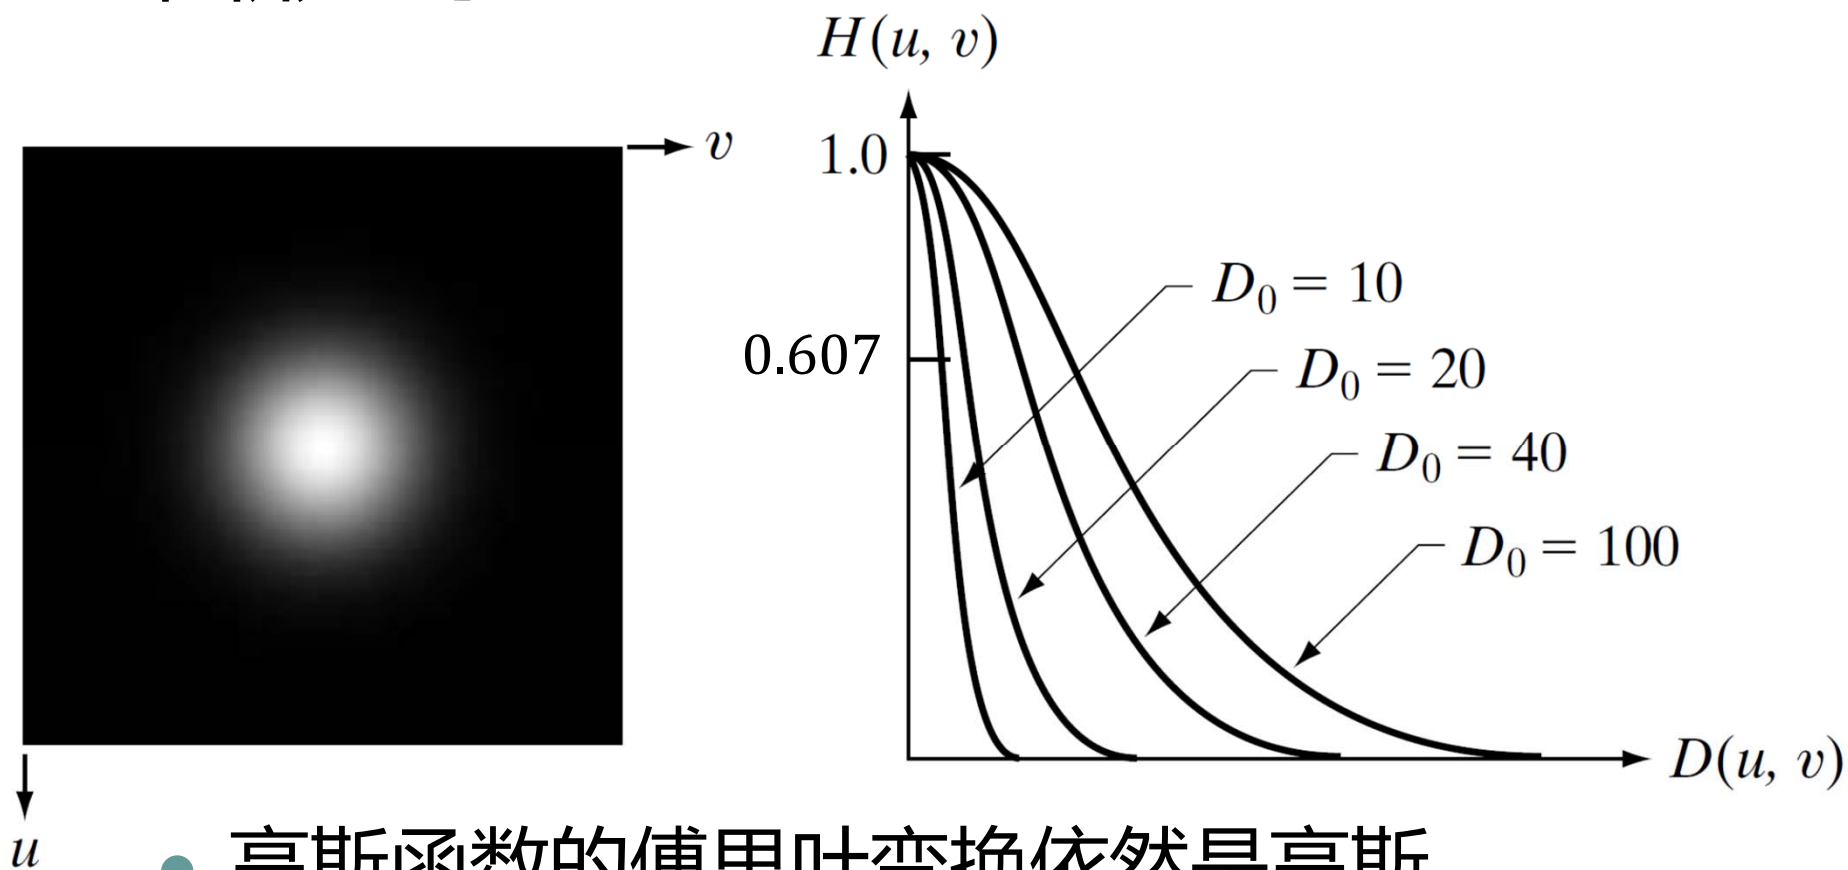 H(u, v)
v
1.0
D₀ = 10
0.607
D₀ = 20
D₀ = 40
D₀ = 100
D(u, v)
u
高斯函数的傅里叶变换依然是高斯